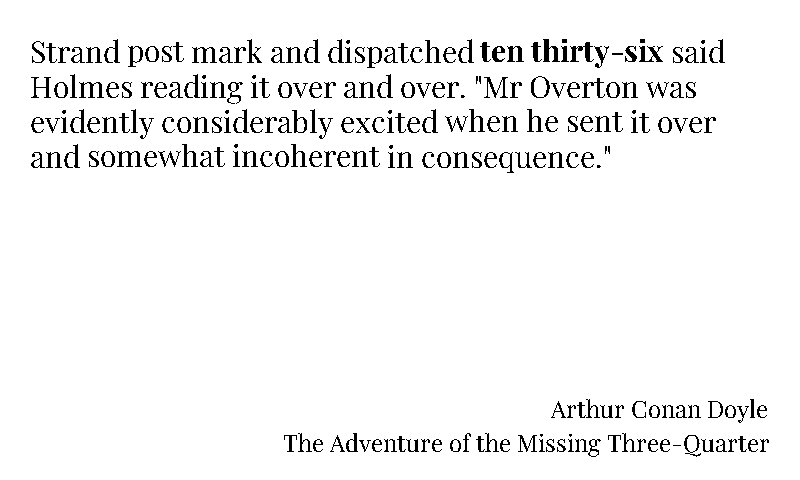 Strand post mark and dispatched ten thirty-six said
Holmes reading it over and over. "Mr Overton was
evidently considerably excited when he sent it over
and somewhat incoherent in consequence."
Arthur Conan Doyle
The Adventure of the Missing Three-Quarter